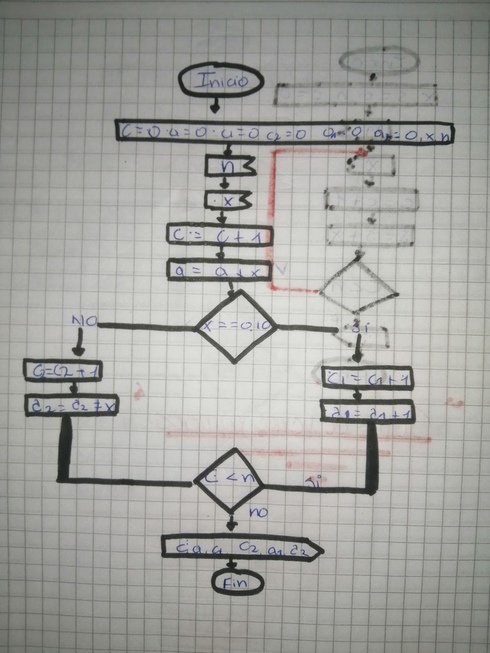 Inicio
C=0 a=0 a=0 c2=0 a1=0 a2=0, x n
n
x
C = C + 1
a = a + x
X == 0,10
NO
si
C2=C2+1
C1 = C1+1
a2 = a2 + x
a1 = a1 + 1
C < n
si
no
C, a, c1 C2, a1, a2
Fin